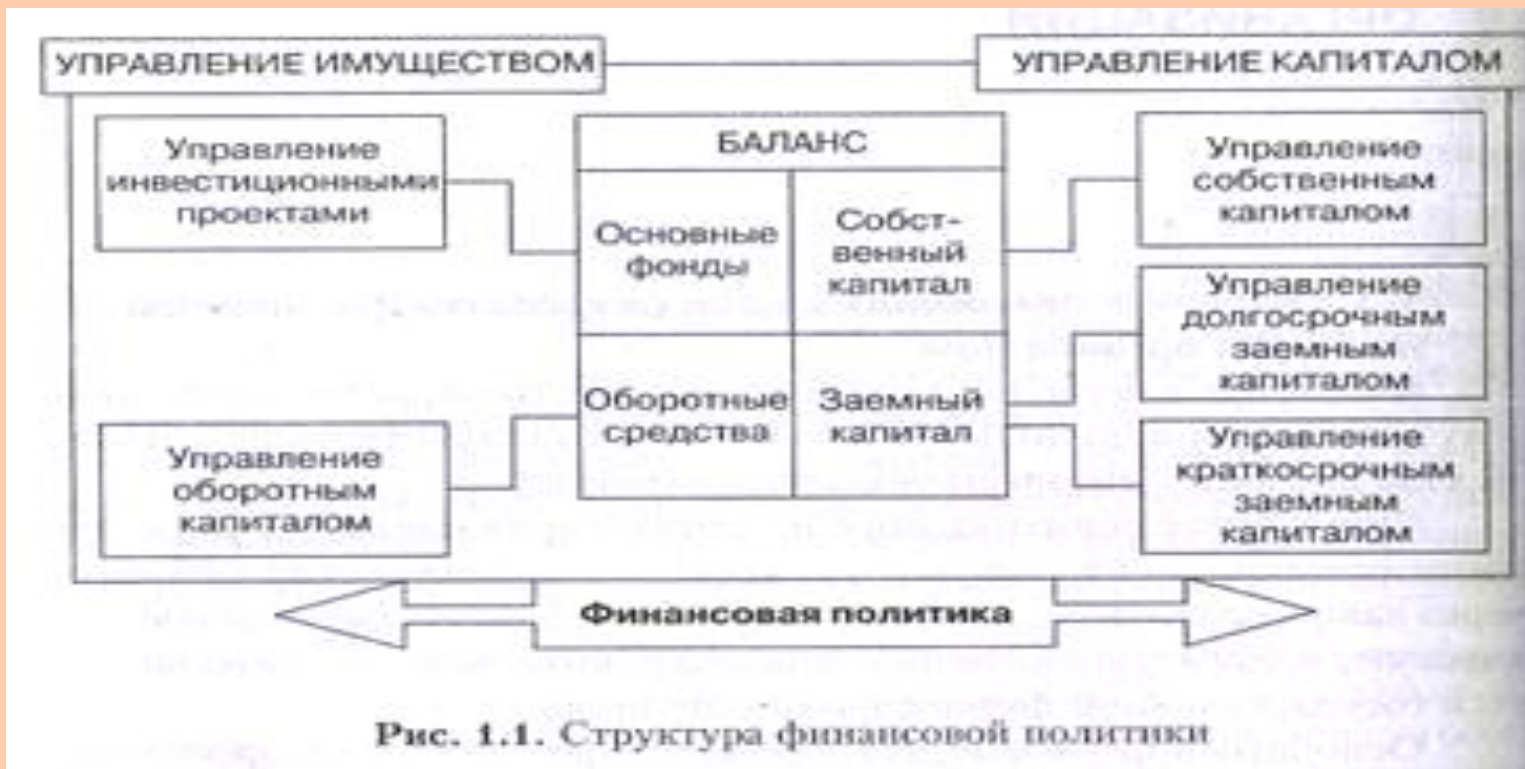 УПРАВЛЕНИЕ ИМУЩЕСТВОМ
УПРАВЛЕНИЕ КАПИТАЛОМ
Управление
инвестиционными
проектами
Управление
оборотным
капиталом
БАЛАНС
Основные
фонды
Собст-
венный
капитал
Оборотные
средства
Заемный
капитал
Управление
собственным
капиталом
Управление
долгосрочным
заемным
капиталом
Управление
краткосрочным
заемным
капиталом
Финансовая политика
Рис. 1.1. Структура финансовой политики